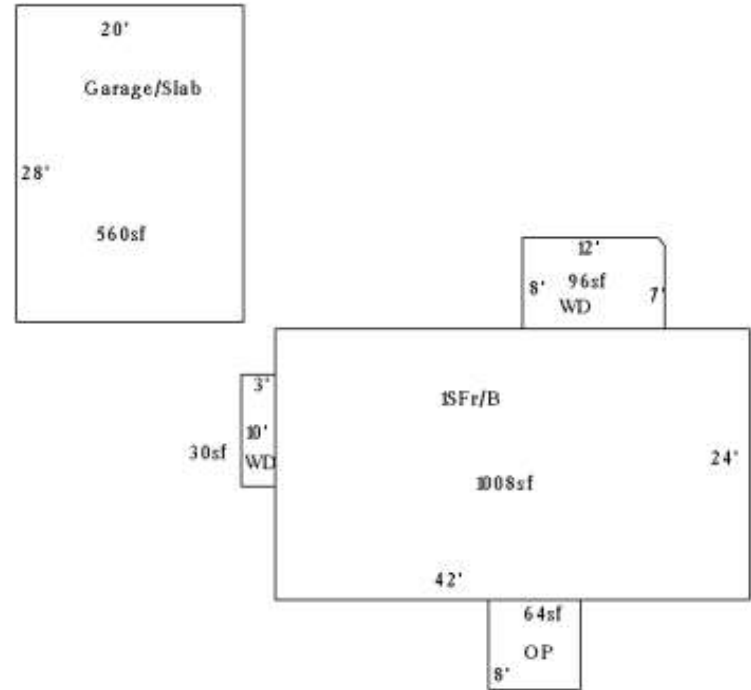 20'
Garage/Slab
28'
560sf
12'
8'
96sf
7'
WD
3'
1SFr/B
10'
30sf
WD
24'
1008sf
42'
64sf
OP
8'